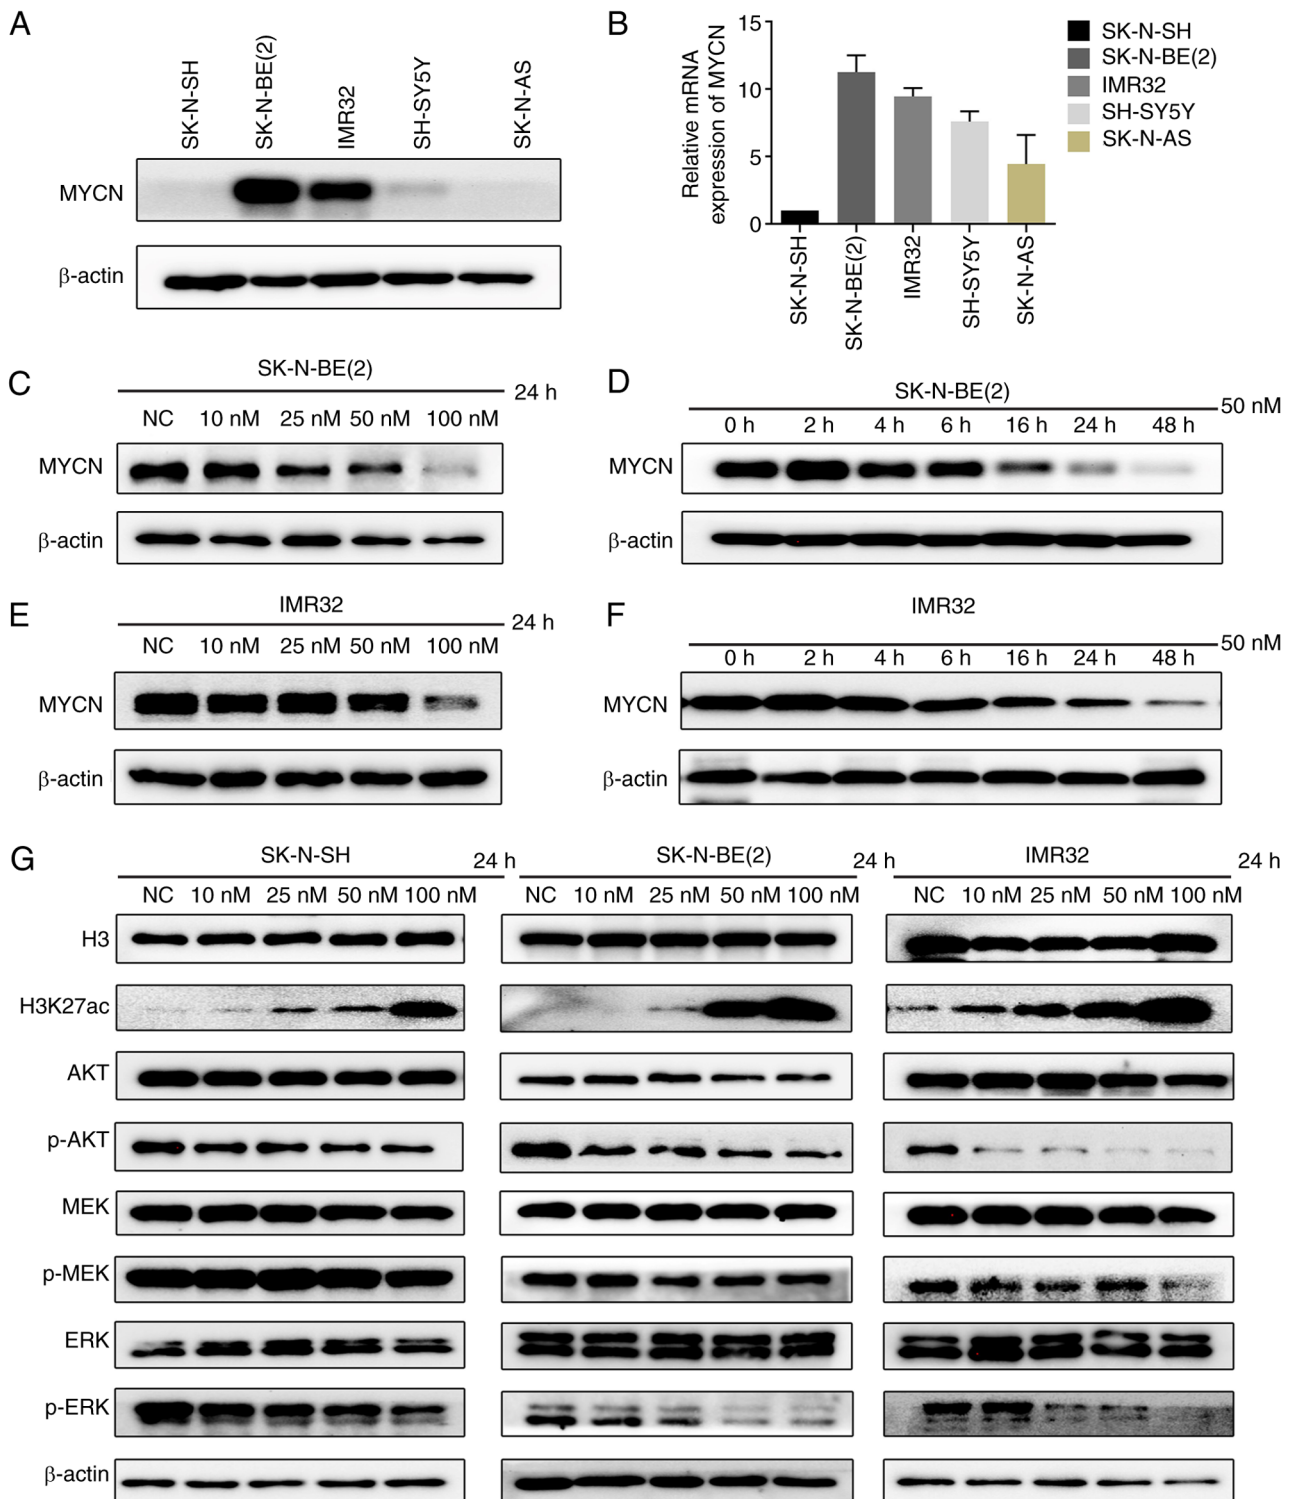 A
SK-N-SH
SK-N-BE(2)
IMR32
SH-SY5Y
SK-N-AS
MYCN
β-actin
B
Relative mRNA
expression of MYCN
15
10
5
0
SK-N-SH
SK-N-BE(2)
IMR32
SH-SY5Y
SK-N-AS
SK-N-SH
SK-N-BE(2)
IMR32
SH-SY5Y
SK-N-AS
C
SK-N-BE(2)
24 h
NC 10 nM 25 nM 50 nM 100 nM
MYCN
β-actin
D
SK-N-BE(2)
50 nM
0 h 2 h 4 h 6 h 16 h 24 h 48 h
MYCN
β-actin
E
IMR32
24 h
NC 10 nM 25 nM 50 nM 100 nM
MYCN
β-actin
F
IMR32
50 nM
0 h 2 h 4 h 6 h 16 h 24 h 48 h
MYCN
β-actin
G
SK-N-SH 24 h SK-N-BE(2) 24 h IMR32 24 h
NC 10 nM 25 nM 50 nM 100 nM NC 10 nM 25 nM 50 nM 100 nM NC 10 nM 25 nM 50 nM 100 nM
H3
H3K27ac
AKT
p-AKT
MEK
p-MEK
ERK
p-ERK
β-actin